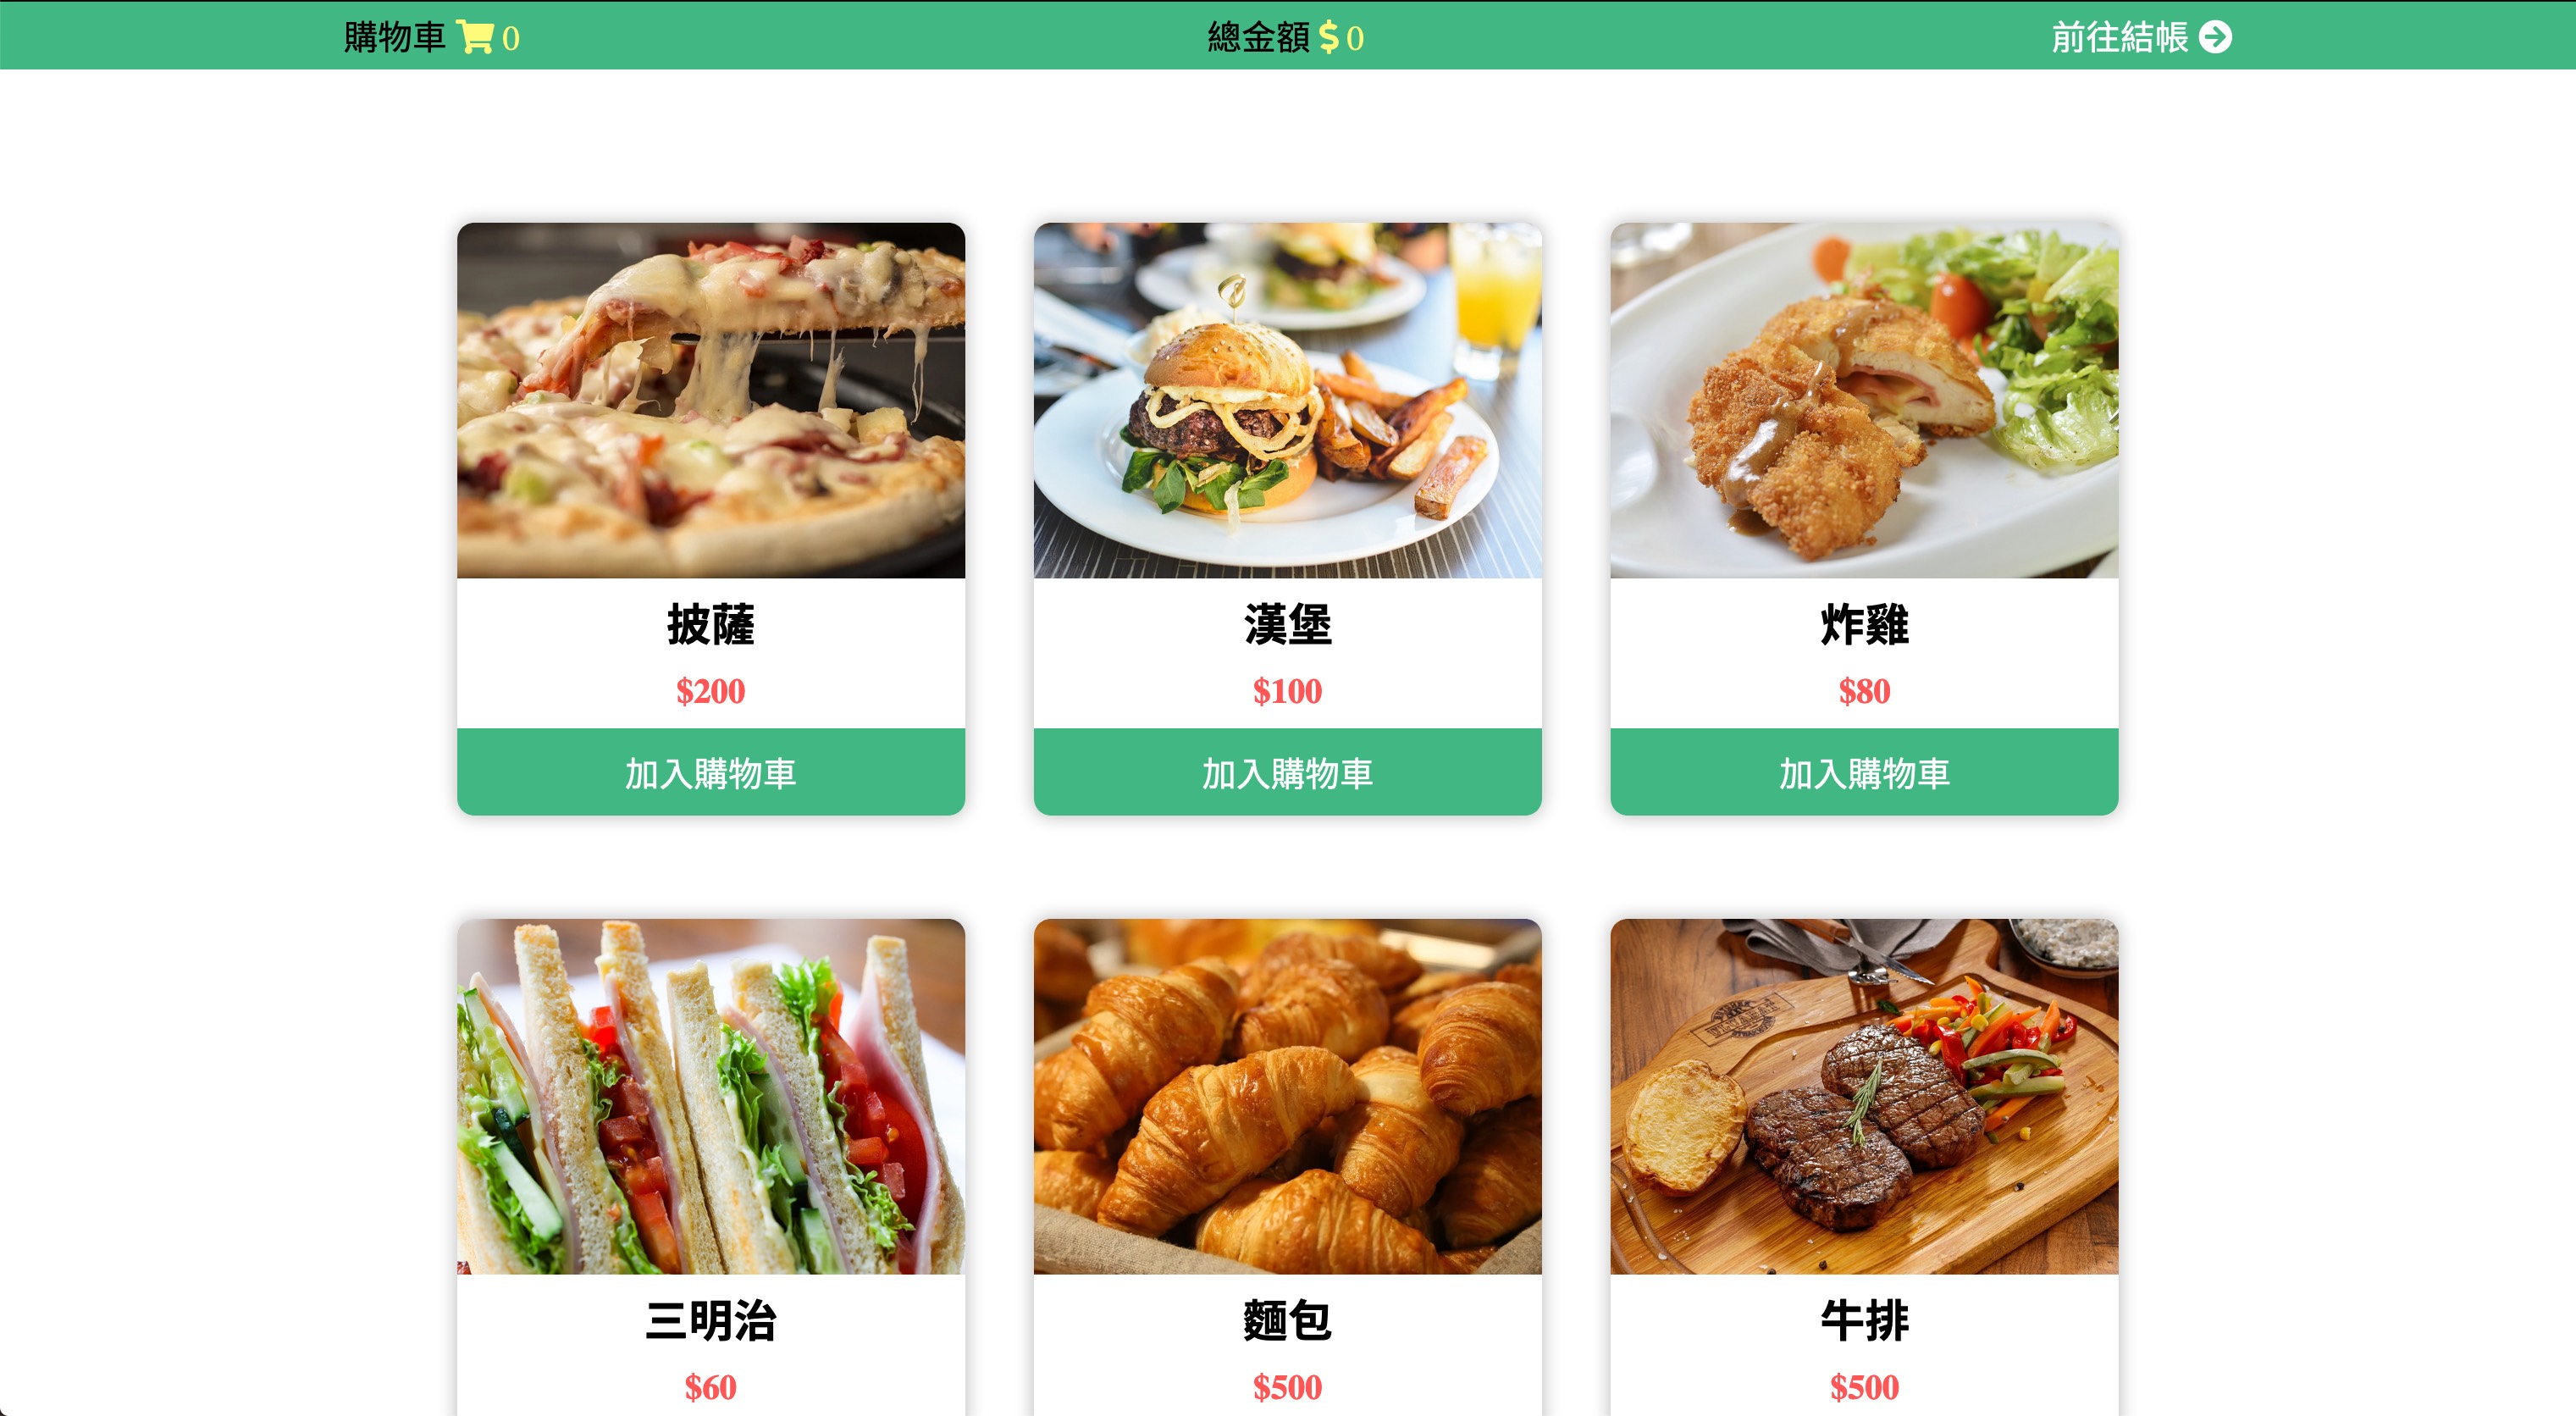 購物車 0
總金額 $ 0
前往結帳
披薩
$200
加入購物車
漢堡
$100
加入購物車
炸雞
$80
加入購物車
三明治
$60
麵包
$500
牛排
$500